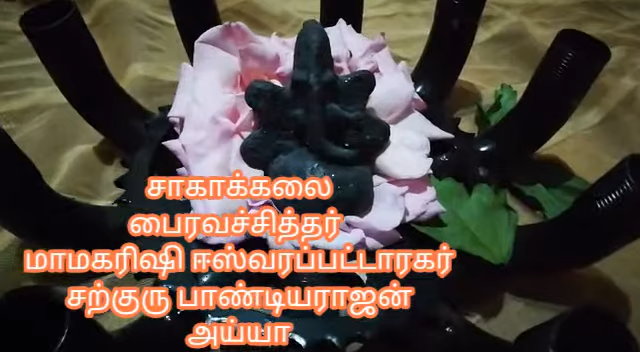 சாகாக்கலை
பைரவச்சித்தர்
மாமகரிஷி ஈஸ்வரப்பட்டாரகர்
சற்குரு பாண்டியராஜன்
அய்யா